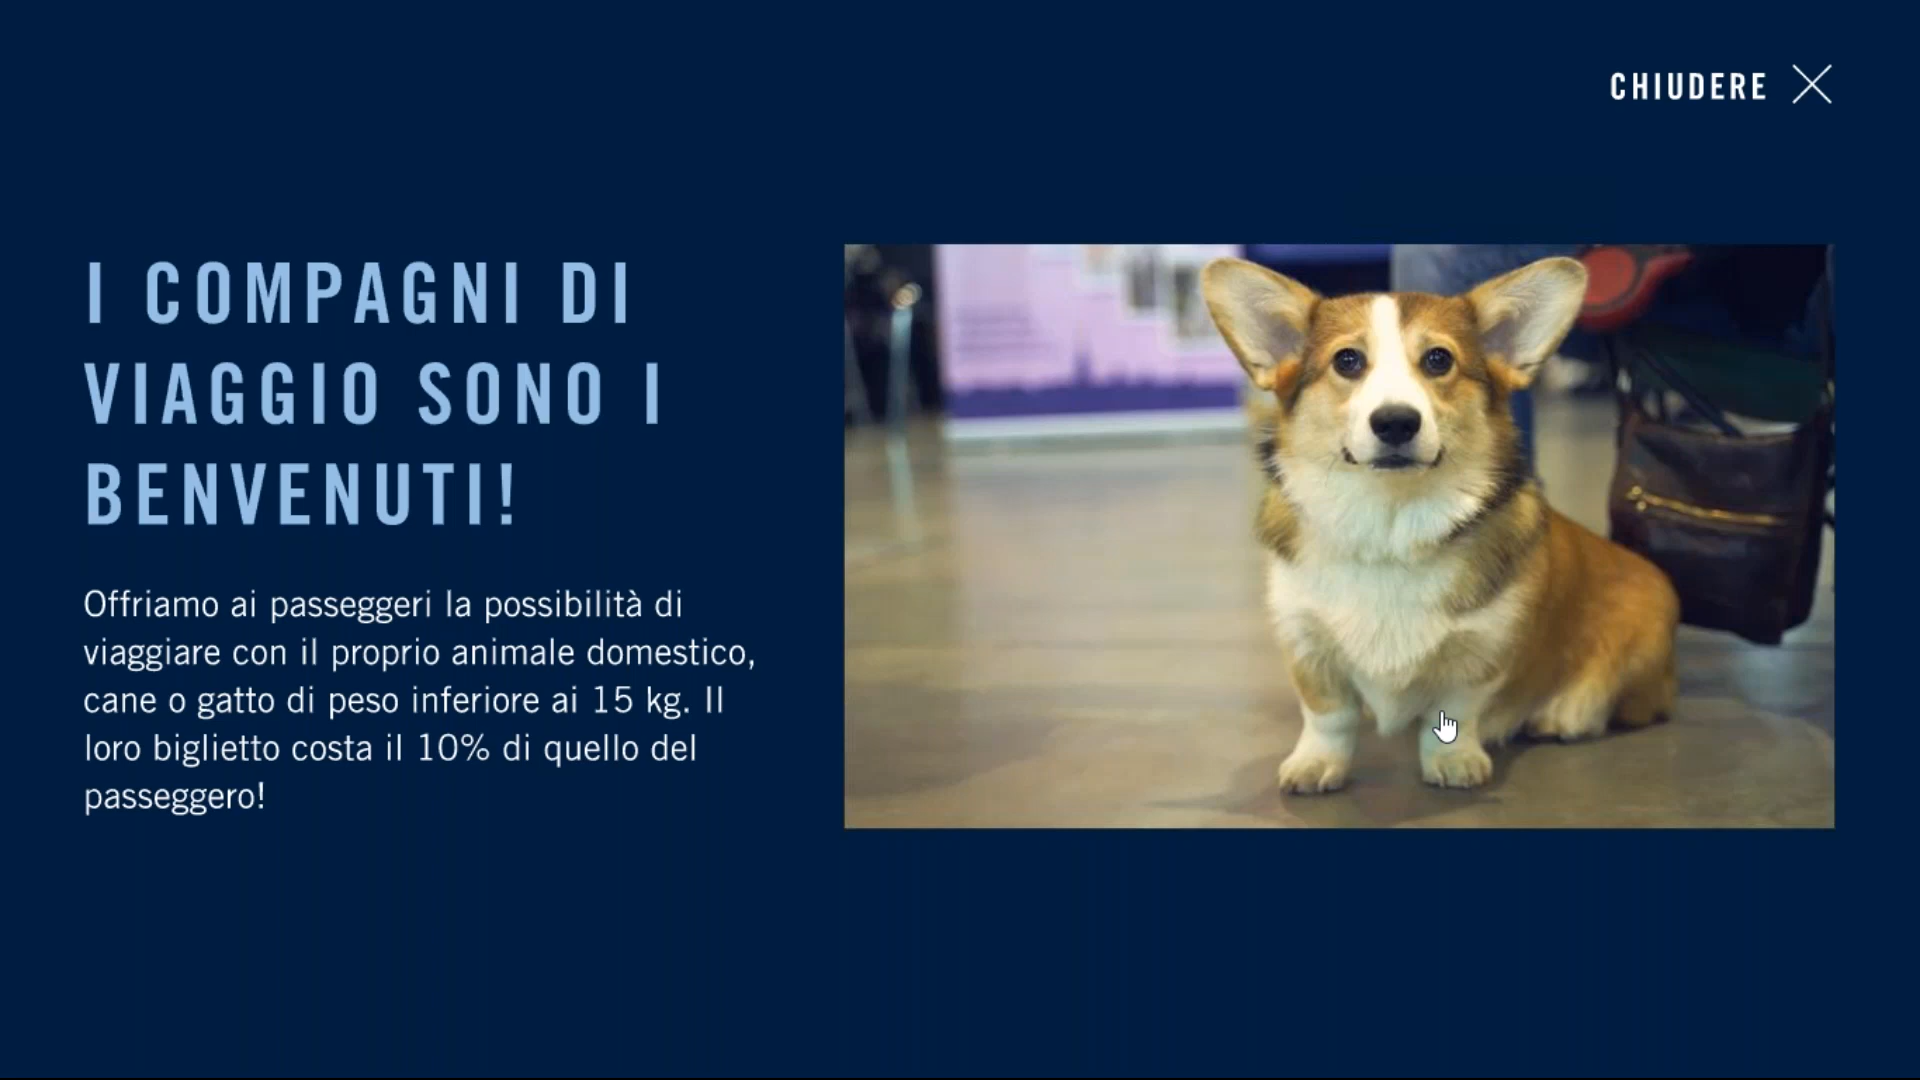 CHIUDERE
I COMPAGNI DI
VIAGGIO SONO I
BENVENUTI!
Offriamo ai passeggeri la possibilità di
viaggiare con il proprio animale domestico,
cane o gatto di peso inferiore ai 15 kg. Il
loro biglietto costa il 10% di quello del
passeggero!